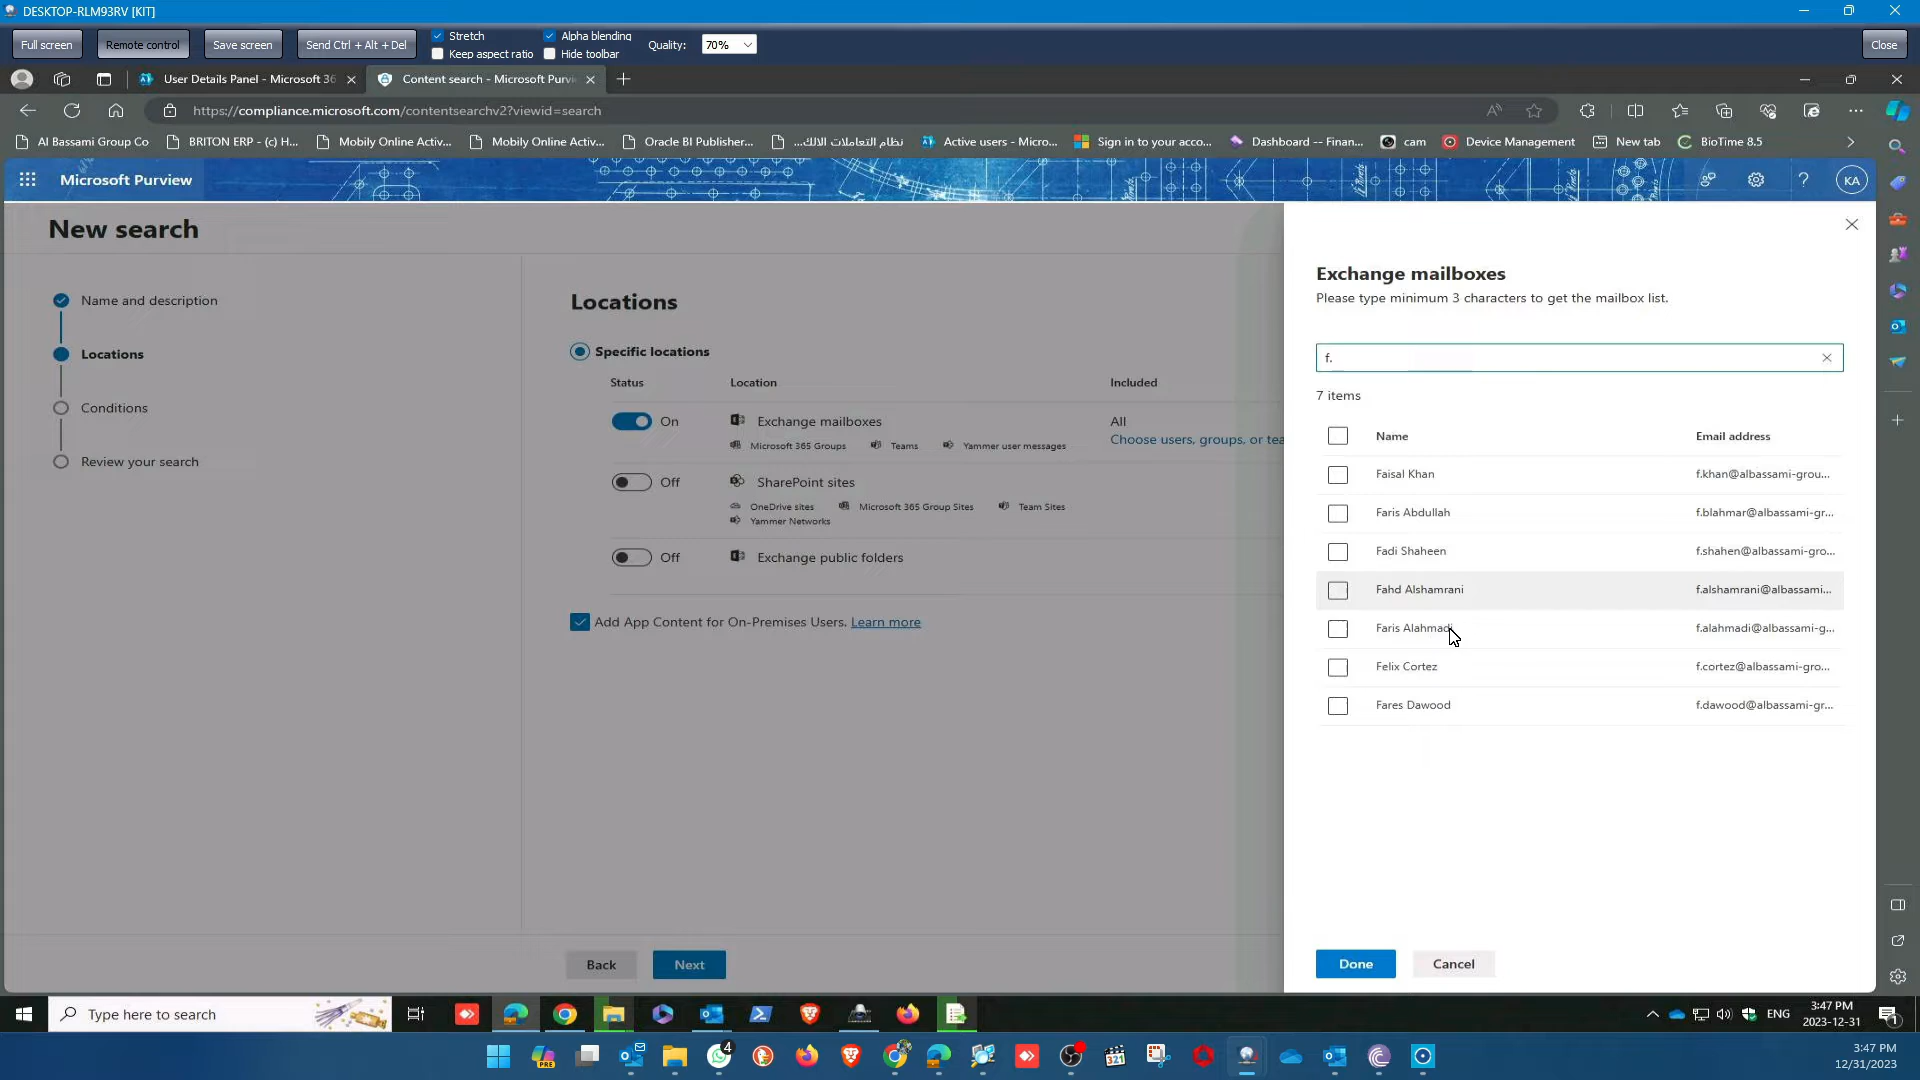 DESKTOP-RLM93RV [KIT]
Full screen
Remote control
Save screen
Send Ctrl + Alt + Del
Stretch
Keep aspect ratio
Alpha blending
Hide toolbar
Quality:
70%
Close
User Details Panel - Microsoft 36
Content search - Microsoft Purvi
https://compliance.microsoft.com/contentsearchv2?viewid=search
Al Bassami Group Co
BRITON ERP - (c) H...
Mobily Online Activ...
Mobily Online Activ...
Oracle BI Publisher...
نظام التعاملات الالك...
Active users - Micro...
Sign in to your acco...
Dashboard -- Finan...
cam
Device Management
New tab
BioTime 8.5
Microsoft Purview
KA
New search
Name and description
Locations
Conditions
Review your search
Locations
Specific locations
Status
Location
Included
On
Exchange mailboxes
All
Microsoft 365 Groups
Teams
Yammer user messages
Choose users, groups, or tea
Off
SharePoint sites
OneDrive sites
Microsoft 365 Group Sites
Team Sites
Yammer Networks
Off
Exchange public folders
Add App Content for On-Premises Users. Learn more
Back
Next
Exchange mailboxes
Please type minimum 3 characters to get the mailbox list.
f.
7 items
Name
Email address
Faisal Khan
f.khan@albassami-grou...
Faris Abdullah
f.blahmar@albassami-gr...
Fadi Shaheen
f.shahen@albassami-gro...
Fahd Alshamrani
f.alshamrani@albassami...
Faris Alahmadi
f.alahmadi@albassami-g...
Felix Cortez
f.cortez@albassami-gro...
Fares Dawood
f.dawood@albassami-gr...
Done
Cancel
Type here to search
ENG
3:47 PM
2023-12-31
1
PRE
4
321
3:47 PM
12/31/2023